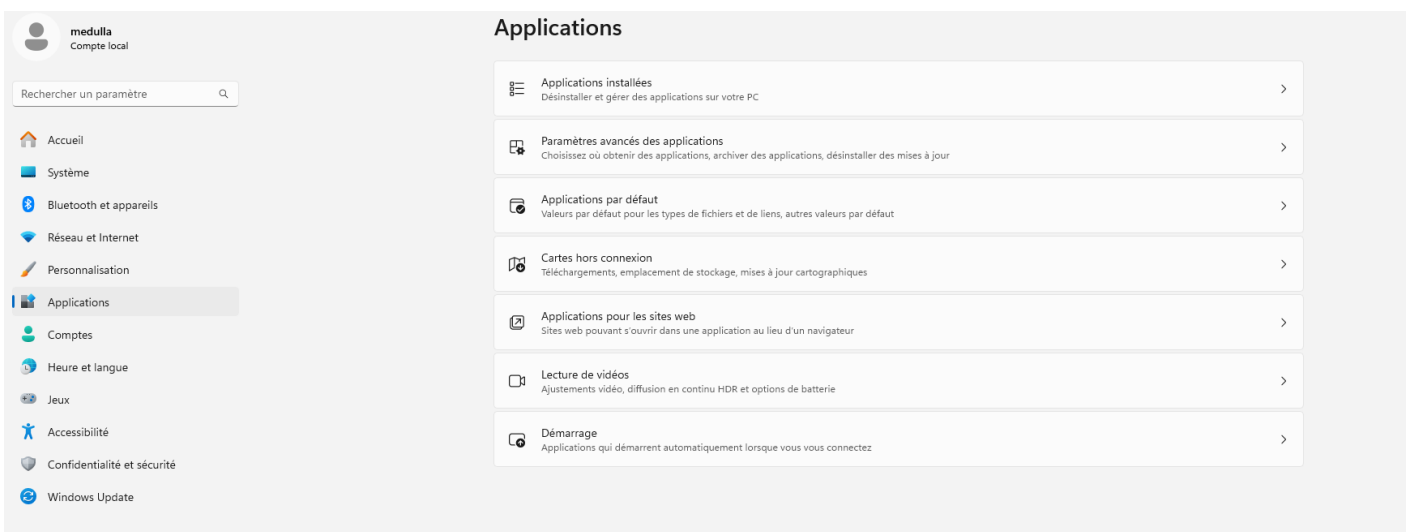 medulla
Compte local
Rechercher un paramètre
Accueil
Système
Bluetooth et appareils
Réseau et Internet
Personnalisation
Applications
Comptes
Heure et langue
Jeux
Accessibilité
Confidentialité et sécurité
Windows Update
Applications
Applications installées
Désinstaller et gérer des applications sur votre PC
Paramètres avancés des applications
Choisissez où obtenir des applications, archiver des applications, désinstaller des mises à jour
Applications par défaut
Valeurs par défaut pour les types de fichiers et de liens, autres valeurs par défaut
Cartes hors connexion
Téléchargements, emplacement de stockage, mises à jour cartographiques
Applications pour les sites web
Sites web pouvant s'ouvrir dans une application au lieu d'un navigateur
Lecture de vidéos
Ajustements vidéo, diffusion en continu HDR et options de batterie
Démarrage
Applications qui démarrent automatiquement lorsque vous vous connectez